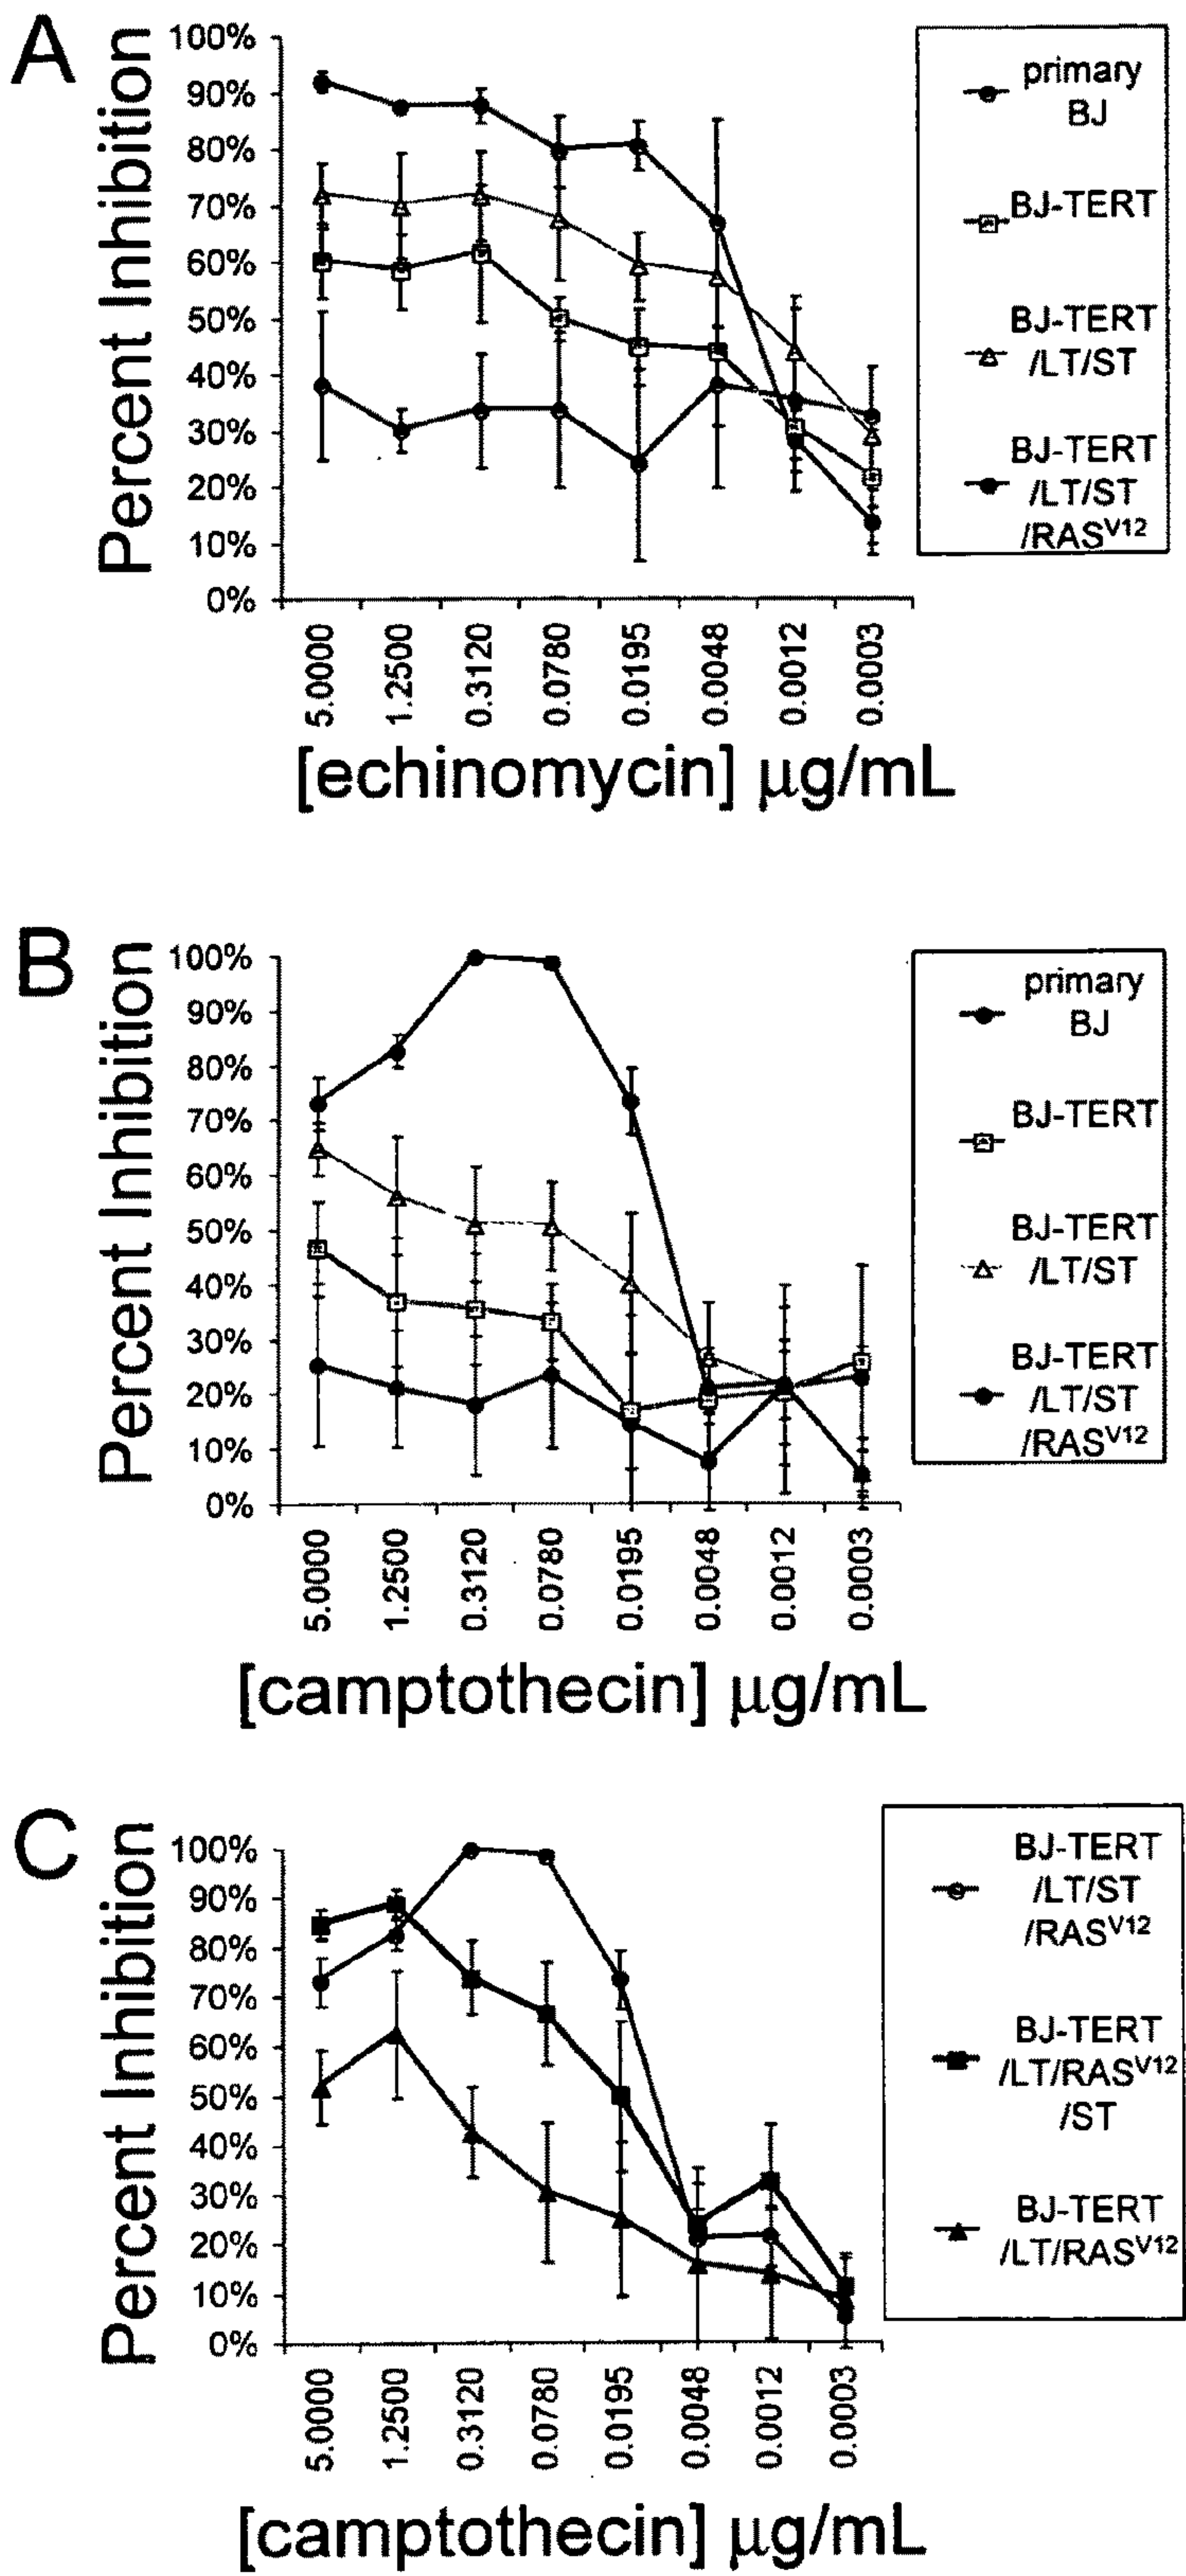 A
Percent Inhibition
100%
90%
80%
70%
60%
50%
40%
30%
20%
10%
0%
5.0000
1.2500
0.3120
0.0780
0.0195
0.0048
0.0012
0.0003
[echinomycin] µg/mL
primary
BJ
BJ-TERT
BJ-TERT
/LT/ST
BJ-TERT
/LT/ST
/RASV12
B
Percent Inhibition
100%
90%
80%
70%
60%
50%
40%
30%
20%
10%
0%
5.0000
1.2500
0.3120
0.0780
0.0195
0.0048
0.0012
0.0003
[camptothecin] µg/mL
primary
BJ
BJ-TERT
BJ-TERT
/LT/ST
BJ-TERT
/LT/ST
/RASV12
C
Percent Inhibition
100%
90%
80%
70%
60%
50%
40%
30%
20%
10%
0%
5.0000
1.2500
0.3120
0.0780
0.0195
0.0048
0.0012
0.0003
[camptothecin] µg/mL
BJ-TERT
/LT/ST
/RASV12
BJ-TERT
/LT/RASV12
/ST
BJ-TERT
/LT/RASV12